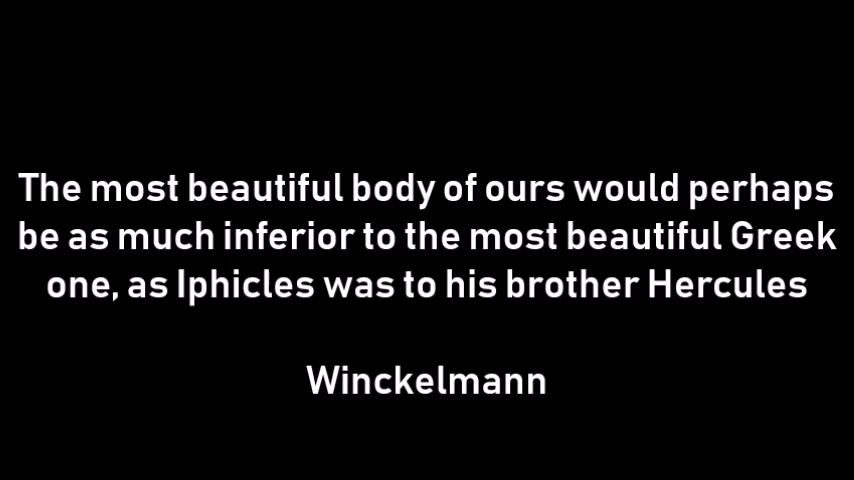 The most beautiful body of ours would perhaps
be as much inferior to the most beautiful Greek
one, as Iphicles was to his brother Hercules
Winckelmann